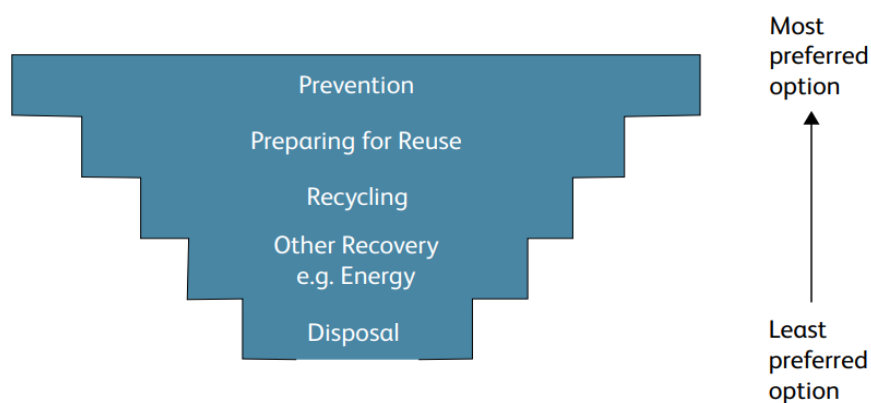 Most
preferred
option
Prevention
Preparing for Reuse
Recycling
Other Recovery
e.g. Energy
Disposal
Least
preferred
option